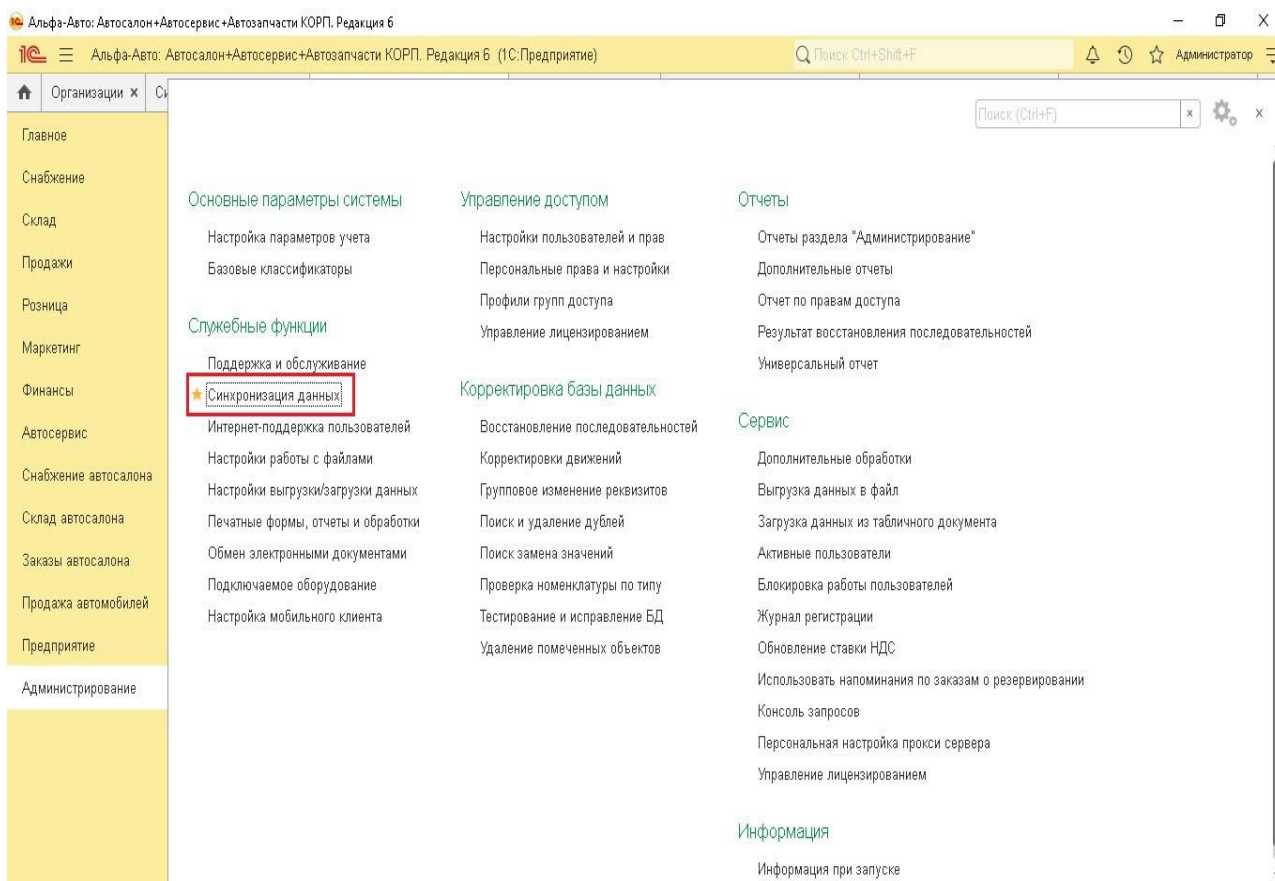 Альфа-Авто: Автосалон+Автосервис+Автозапчасти КОРП. Редакция 6
Альфа-Авто: Автосалон+Автосервис+Автозапчасти КОРП. Редакция 6 (1С:Предприятие)
Поиск Ctrl+Shift+F
Администратор
Организации
Си
Поиск (Ctrl+F)
Главное
Снабжение
Склад
Продажи
Розница
Маркетинг
Финансы
Автосервис
Снабжение автосалона
Склад автосалона
Заказы автосалона
Продажа автомобилей
Предприятие
Администрирование
Основные параметры системы
Настройка параметров учета
Базовые классификаторы
Служебные функции
Поддержка и обслуживание
Синхронизация данных
Интернет-поддержка пользователей
Настройки работы с файлами
Настройки выгрузки/загрузки данных
Печатные формы, отчеты и обработки
Обмен электронными документами
Подключаемое оборудование
Настройка мобильного клиента
Управление доступом
Настройки пользователей и прав
Персональные права и настройки
Профили групп доступа
Управление лицензированием
Корректировка базы данных
Восстановление последовательностей
Корректировки движений
Групповое изменение реквизитов
Поиск и удаление дублей
Поиск замена значений
Проверка номенклатуры по типу
Тестирование и исправление БД
Удаление помеченных объектов
Отчеты
Отчеты раздела "Администрирование"
Дополнительные отчеты
Отчет по правам доступа
Результат восстановления последовательностей
Универсальный отчет
Сервис
Дополнительные обработки
Выгрузка данных в файл
Загрузка данных из табличного документа
Активные пользователи
Блокировка работы пользователей
Журнал регистрации
Обновление ставки НДС
Использовать напоминания по заказам о резервировании
Консоль запросов
Персональная настройка прокси сервера
Управление лицензированием
Информация
Информация при запуске